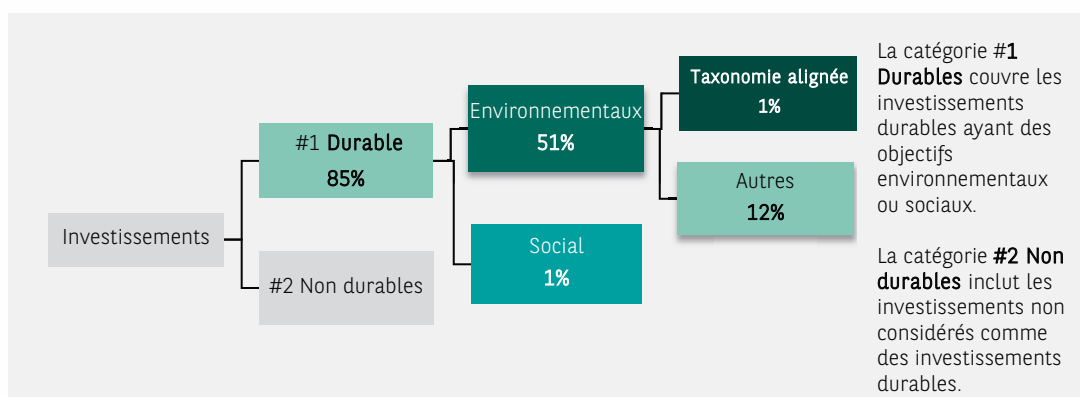 Investissements
#1 Durable
85%
#2 Non durables
Environnementaux
51%
Social
1%
Taxonomie alignée
1%
Autres
12%
La catégorie #1
Durables couvre les
investissements
durables ayant des
objectifs
environnementaux
ou sociaux.
La catégorie #2 Non
durables inclut les
investissements non
considérés comme
des investissements
durables.